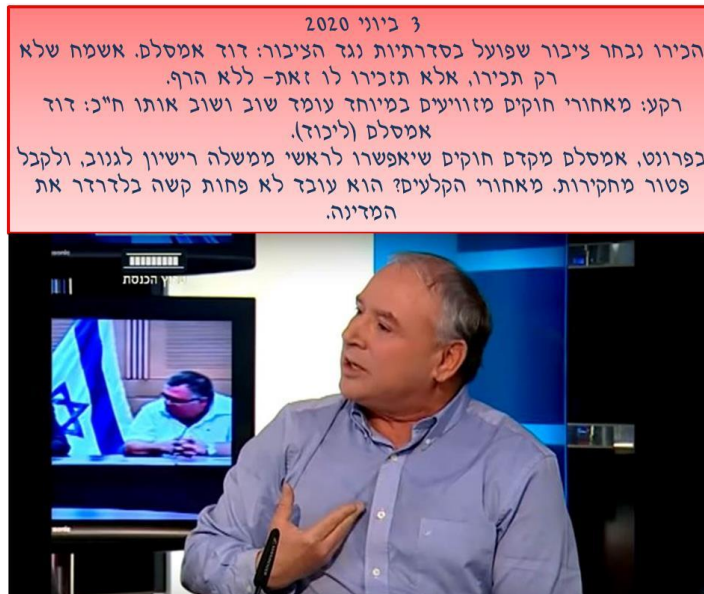 3 ביוני 2020
הכירו נבחר ציבור שפועל בסדרתיות נגד הציבור: דוד אמסלם. אשמח שלא
רק תכירו, אלא תזכירו לו זאת- ללא הרף.
רקע: מאחורי חוקים מזוויעים במיוחד עומד שוב ושוב אותו ח"כ: דוד
אמסלם (ליכוד).
בפרונט, אמסלם מקדם חוקים שיאפשרו לראשי ממשלה רישיון לגנוב, ולקבל
פטור מחקירות. מאחורי הקלעים? הוא עובד לא פחות קשה בלדרדר את
המדינה.
ערוץ הכנסת